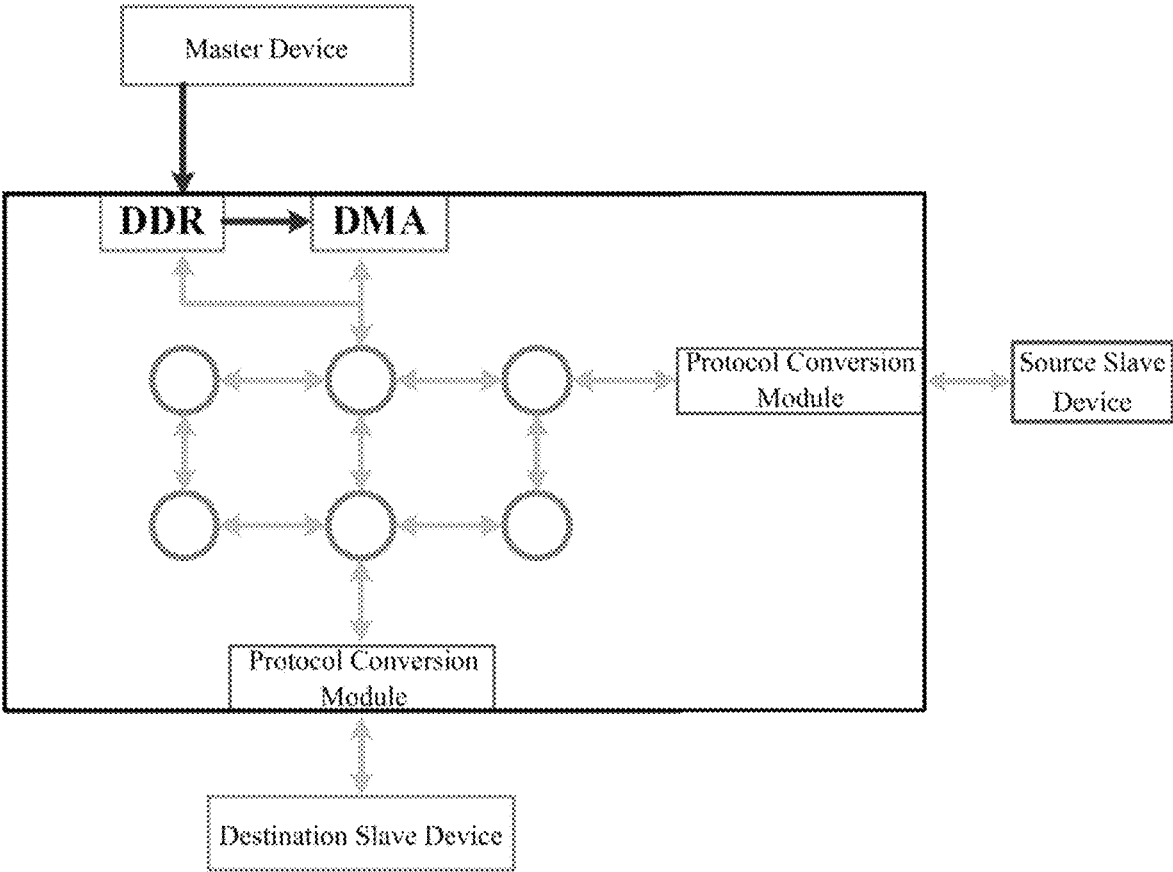 Master Device
DDR
DMA
Protocol Conversion
Module
Source Slave
Device
Protocol Conversion
Module
Destination Slave Device